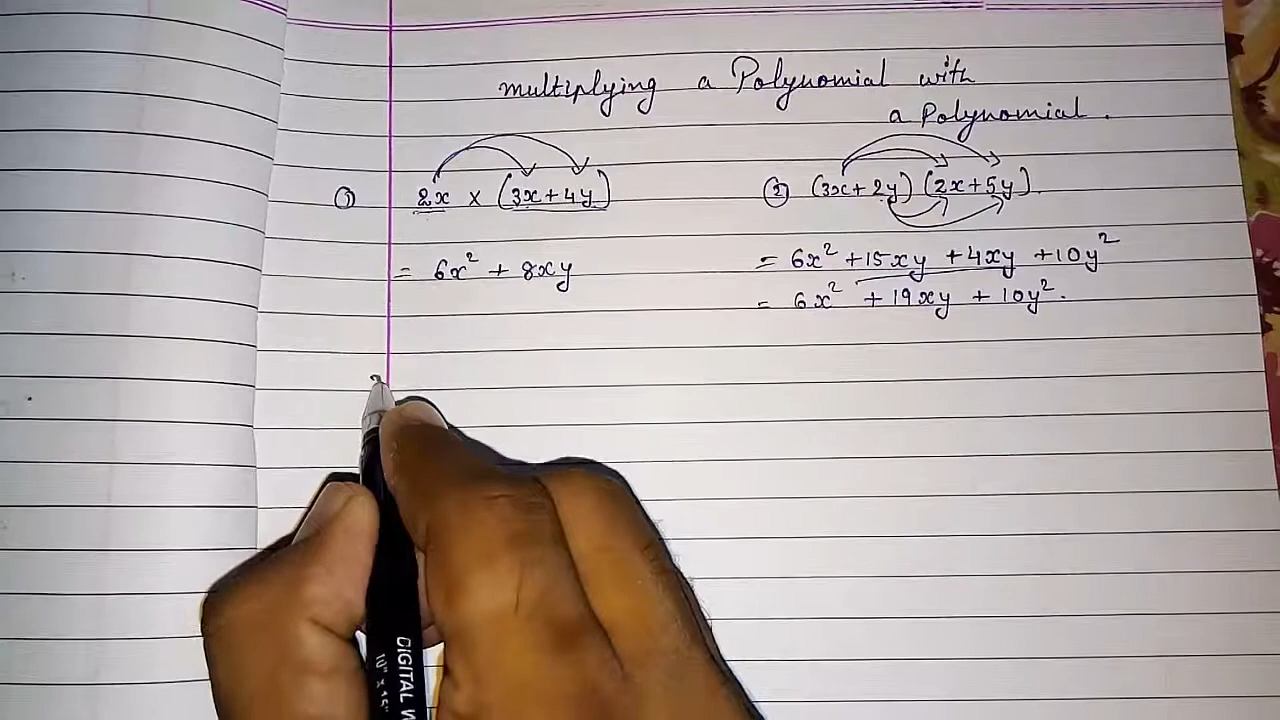 multiplying a Polynomial with
a Polynomial.
① 2x × (3x+4y)
= 6x² + 8xy
② (3x+2y) (2x+5y).
= 6x² +15xy +4xy +10y²
= 6x² + 19xy + 10y².
DIGITAL